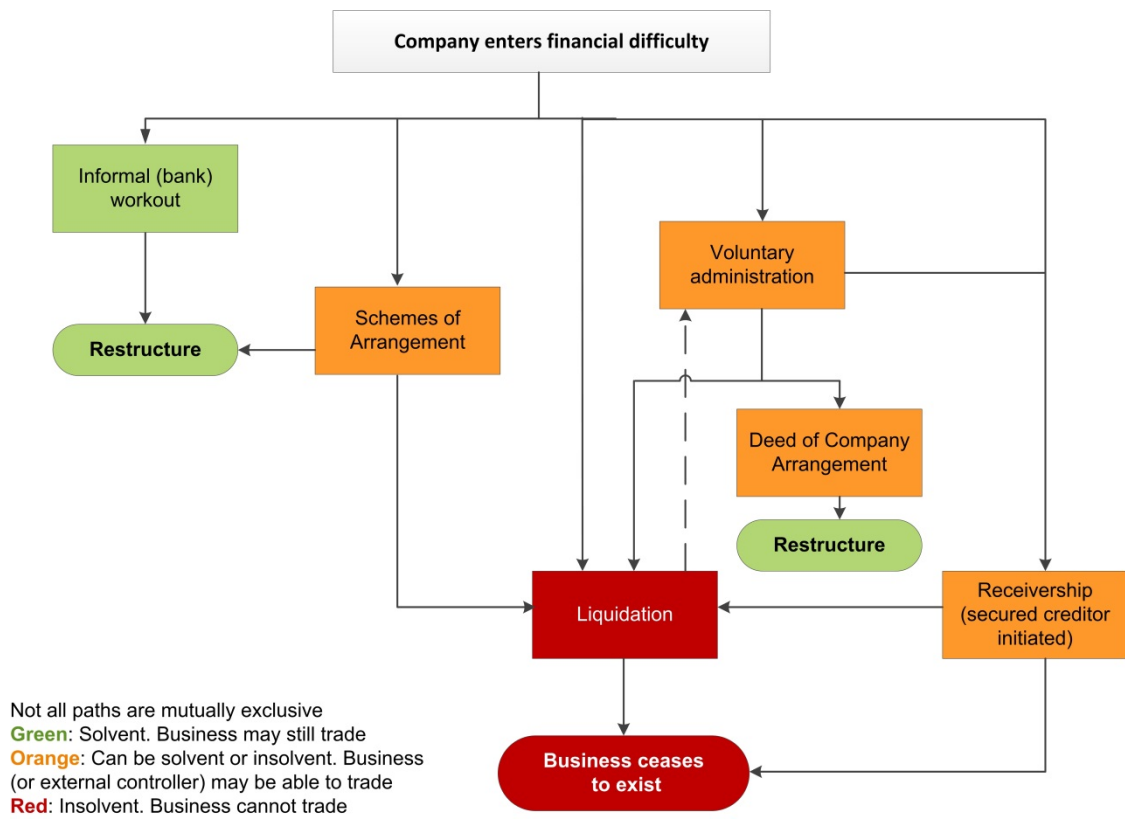 Company enters financial difficulty
Informal (bank)
workout
Voluntary
administration
Schemes of
Arrangement
Restructure
Deed of Company
Arrangement
Restructure
Liquidation
Receivership
(secured creditor
initiated)
Business ceases
to exist
Not all paths are mutually exclusive
Green: Solvent. Business may still trade
Orange: Can be solvent or insolvent. Business
(or external controller) may be able to trade
Red: Insolvent. Business cannot trade